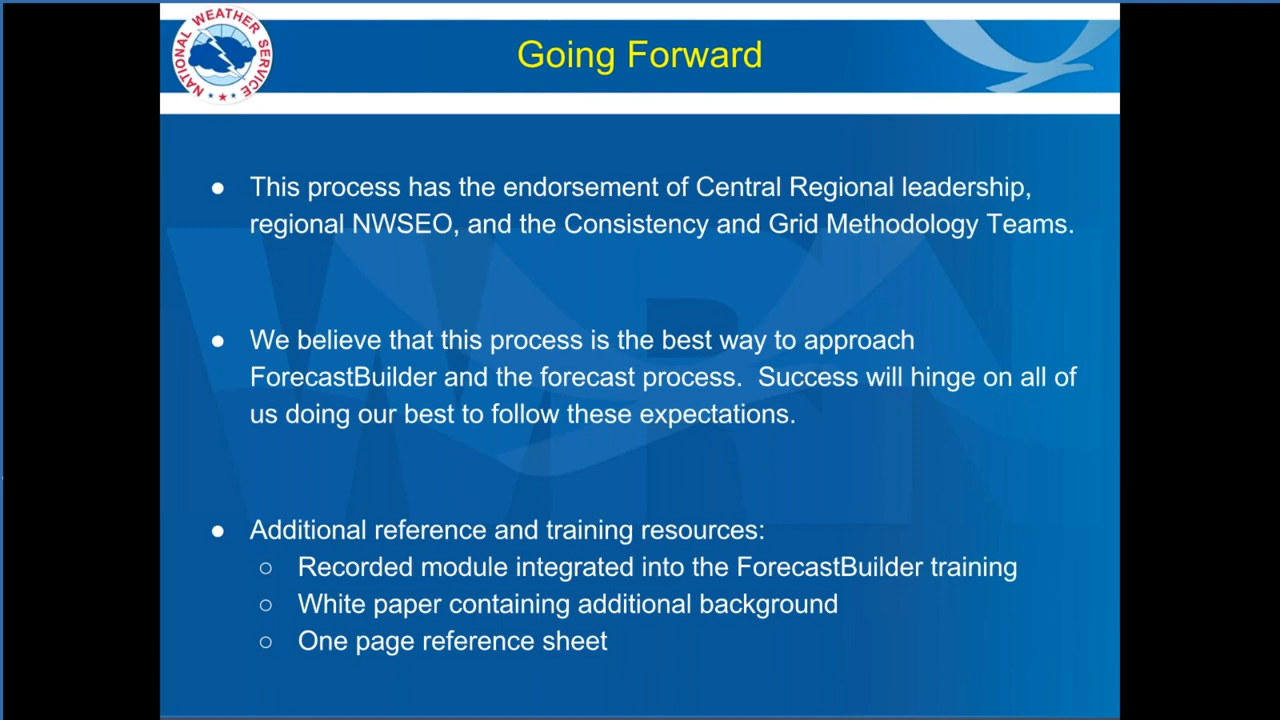 NATIONAL WEATHER SERVICE
Going Forward
● This process has the endorsement of Central Regional leadership,
regional NWSEO, and the Consistency and Grid Methodology Teams.
● We believe that this process is the best way to approach
ForecastBuilder and the forecast process.  Success will hinge on all of
us doing our best to follow these expectations.
● Additional reference and training resources:
○ Recorded module integrated into the ForecastBuilder training
○ White paper containing additional background
○ One page reference sheet
WRN